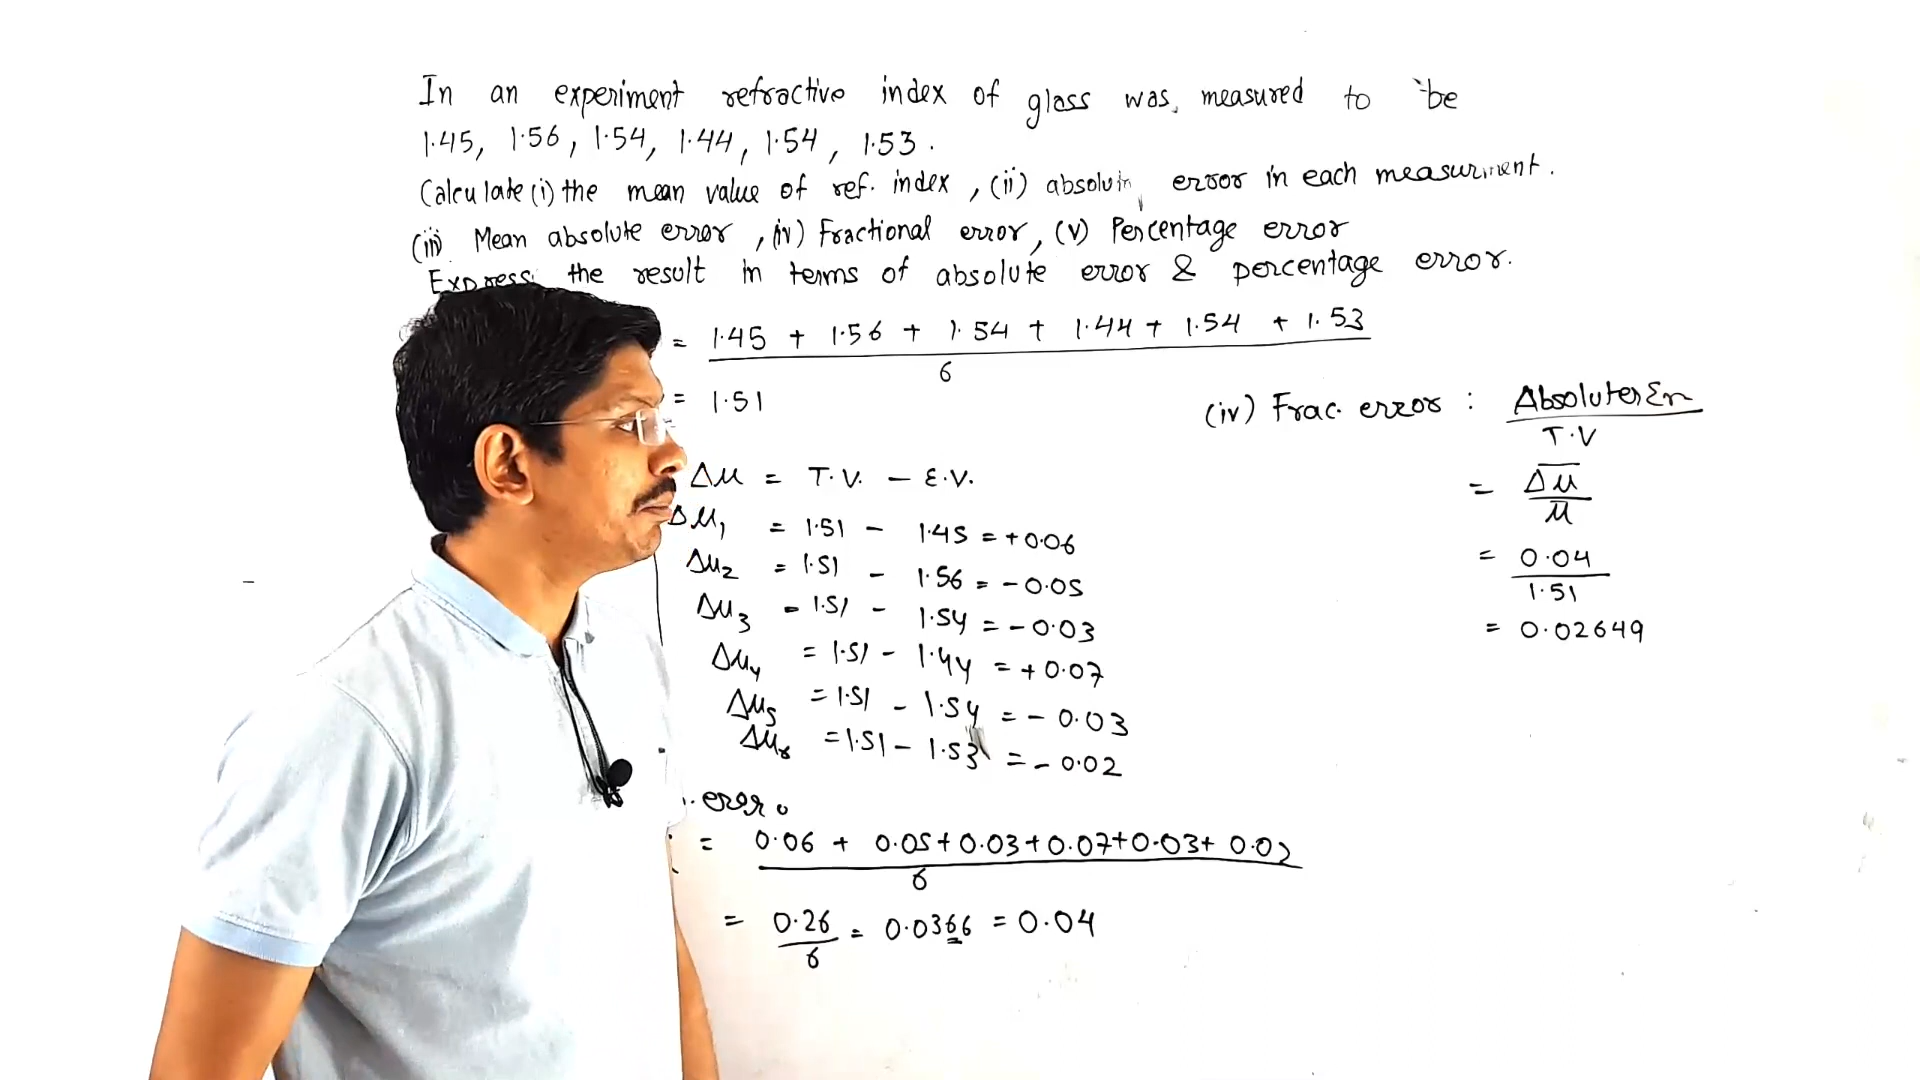 In an experiment refractive index of glass was, measured to be
1.45, 1.56, 1.54, 1.44, 1.54, 1.53.
Calculate (i) the mean value of ref. index, (ii) error in each measurment.
(iii) Mean absolute error, (iv) Fractional error, (v) Percentage error
Express the result in terms of absolute error & percentage error.
= 1.45 + 1.56 + 1.54 + 1.44 + 1.54 + 1.53
6
= 1.51
Δμ = T.V. - E.V.
Δμ1 = 1.51 - 1.45 = +0.06
Δμ2 = 1.51 - 1.56 = -0.05
Δμ3 = 1.51 - 1.54 = -0.03
Δμ4 = 1.51 - 1.44 = +0.07
Δμ5 = 1.51 - 1.54 = -0.03
Δμ = 1.51 - 1.53 = -0.02
error
= 0.06 + 0.05 + 0.03 + 0.07 + 0.03 + 0.02
6
= 0.26 = 0.0366 = 0.04
6
(iv) Frac. error : 
T.V
= Δμ̅
μ̅
= 0.04
1.51
= 0.02649